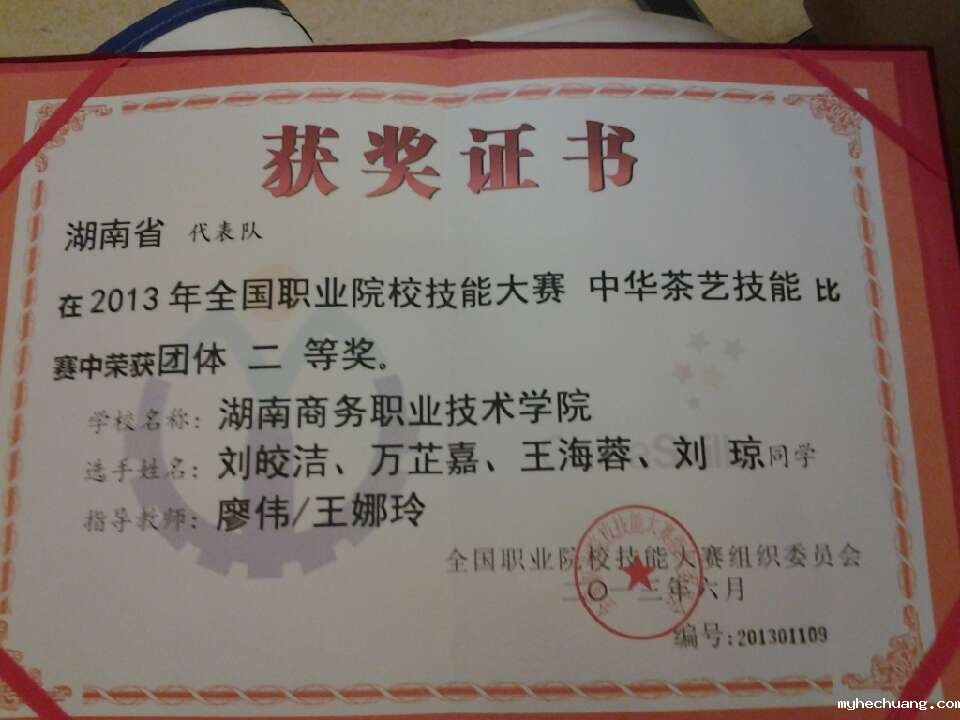 获奖证书
湖南省 代表队
在2013年全国职业院校技能大赛 中华茶艺技能 比
赛中荣获团体 二 等奖。
学校名称：湖南商务职业技术学院
选手姓名：刘皎洁、万芷嘉、王海蓉、刘 琼同学
指导教师：廖伟/王娜玲
全国职业院校技能大赛组织委员会
二〇一三年六月
编号:201301109
myhechuang.com